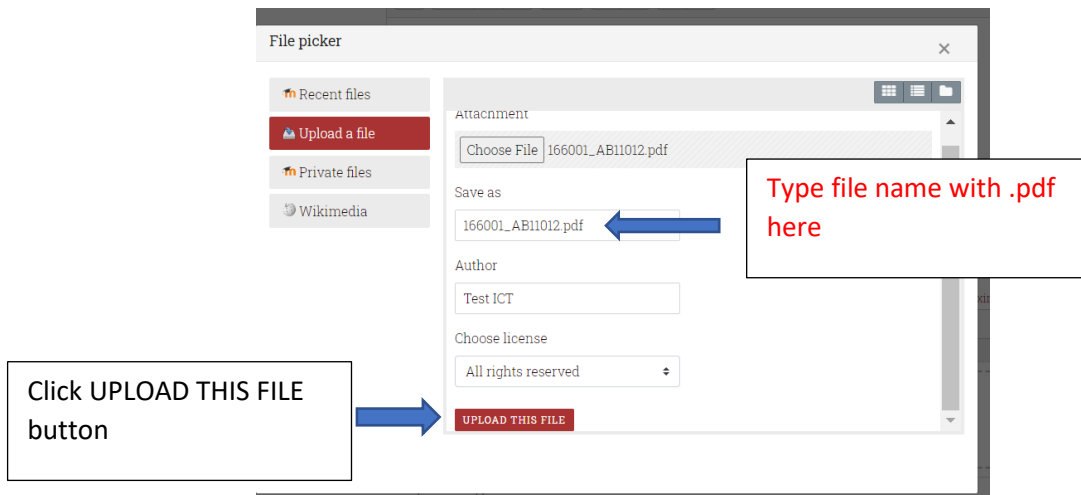 File picker
×
Recent files
Upload a file
Private files
Wikimedia
Attachment
Choose File 166001_AB11012.pdf
Save as
166001_AB11012.pdf
Author
Test ICT
Choose license
All rights reserved
UPLOAD THIS FILE
Type file name with .pdf
here
Click UPLOAD THIS FILE
button